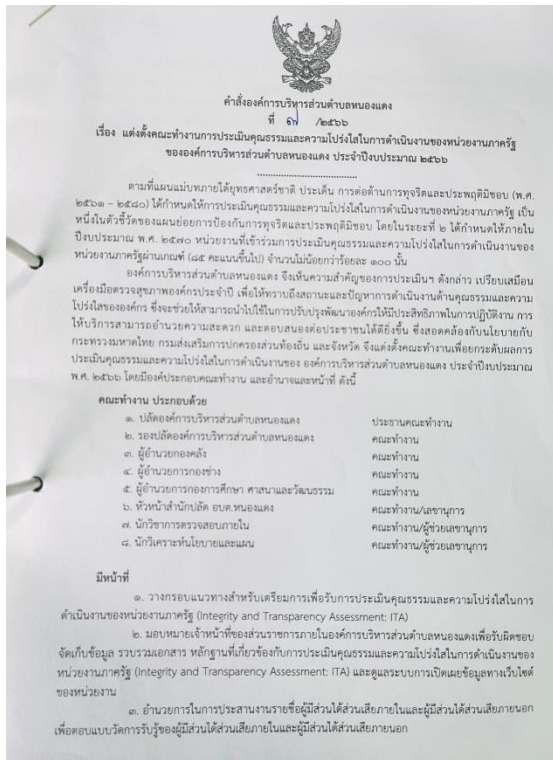 คำสั่งองค์การบริหารส่วนตำบลหนองแดง
ที่ ๗ /๒๕๖๖
เรื่อง แต่งตั้งคณะทำงานการประเมินคุณธรรมและความโปร่งใสในการดำเนินงานของหน่วยงานภาครัฐ
ขององค์การบริหารส่วนตำบลหนองแดง ประจำปีงบประมาณ ๒๕๖๖
ตามที่แผนแม่บทภายใต้ยุทธศาสตร์ชาติ ประเด็น การต่อต้านการทุจริตและประพฤติมิชอบ (พ.ศ.
๒๕๖๑ – ๒๕๘๐) ได้กำหนดให้การประเมินคุณธรรมและความโปร่งใสในการดำเนินงานของหน่วยงานภาครัฐ เป็น
หนึ่งในตัวชี้วัดของแผนย่อยการป้องกันการทุจริตและประพฤติมิชอบ โดยในระยะที่ ๒ ได้กำหนดให้ภายใน
ปีงบประมาณ พ.ศ. ๒๕๗๐ หน่วยงานที่เข้าร่วมการประเมินคุณธรรมและความโปร่งใสในการดำเนินงานของ
หน่วยงานภาครัฐผ่านเกณฑ์ (๘๕ คะแนนขึ้นไป) จำนวนไม่น้อยกว่าร้อยละ ๑๐๐ นั้น
องค์การบริหารส่วนตำบลหนองแดง จึงเห็นความสำคัญของการประเมินฯ ดังกล่าว เปรียบเสมือน
เครื่องมือตรวจสุขภาพองค์กรประจำปี เพื่อให้ทราบถึงสถานะและปัญหาการดำเนินงานด้านคุณธรรมและความ
โปร่งใสขององค์กร ซึ่งจะช่วยให้สามารถนำไปใช้ในการปรับปรุงพัฒนาองค์กรให้มีประสิทธิภาพในการปฏิบัติงาน การ
ให้บริการสามารถอำนวยความสะดวก และตอบสนองต่อประชาชนได้ดียิ่งขึ้น ซึ่งสอดคล้องกับนโยบายกับ
กระทรวงมหาดไทย กรมส่งเสริมการปกครองส่วนท้องถิ่น และจังหวัด จึงแต่งตั้งคณะทำงานเพื่อยกระดับผลการ
ประเมินคุณธรรมและความโปร่งใสในการดำเนินงานของ องค์การบริหารส่วนตำบลหนองแดง ประจำปีงบประมาณ
พ.ศ. ๒๕๖๖ โดยมีองค์ประกอบคณะทำงาน และอำนาจและหน้าที่ ดังนี้
คณะทำงาน ประกอบด้วย
๑. ปลัดองค์การบริหารส่วนตำบลหนองแดง ประธานคณะทำงาน
๒. รองปลัดองค์การบริหารส่วนตำบลหนองแดง คณะทำงาน
๓. ผู้อำนวยการกองคลัง คณะทำงาน
๔. ผู้อำนวยการกองช่าง คณะทำงาน
๕. ผู้อำนวยการกองการศึกษา ศาสนาและวัฒนธรรม คณะทำงาน
๖. หัวหน้าสำนักปลัด อบต.หนองแดง คณะทำงาน/เลขานุการ
๗. นักวิชาการตรวจสอบภายใน คณะทำงาน/ผู้ช่วยเลขานุการ
๘. นักวิเคราะห์นโยบายและแผน คณะทำงาน/ผู้ช่วยเลขานุการ
มีหน้าที่
๑. วางกรอบแนวทางสำหรับเตรียมการเพื่อรับการประเมินคุณธรรมและความโปร่งใสในการ
ดำเนินงานของหน่วยงานภาครัฐ (Integrity and Transparency Assessment: ITA)
๒. มอบหมายเจ้าหน้าที่ของส่วนราชการภายในองค์การบริหารส่วนตำบลหนองแดงเพื่อรับผิดชอบ
จัดเก็บข้อมูล รวบรวมเอกสาร หลักฐานที่เกี่ยวข้องกับการประเมินคุณธรรมและความโปร่งใสในการดำเนินงานของ
หน่วยงานภาครัฐ (Integrity and Transparency Assessment: ITA) และดูแลระบบการเปิดเผยข้อมูลทางเว็บไซต์
ของหน่วยงาน
๓. อำนวยการในการประสานงานรายชื่อผู้มีส่วนได้ส่วนเสียภายในและผู้มีส่วนได้ส่วนเสียภายนอก
เพื่อตอบแบบวัดการรับรู้ของผู้มีส่วนได้ส่วนเสียภายในและผู้มีส่วนได้ส่วนเสียภายนอก